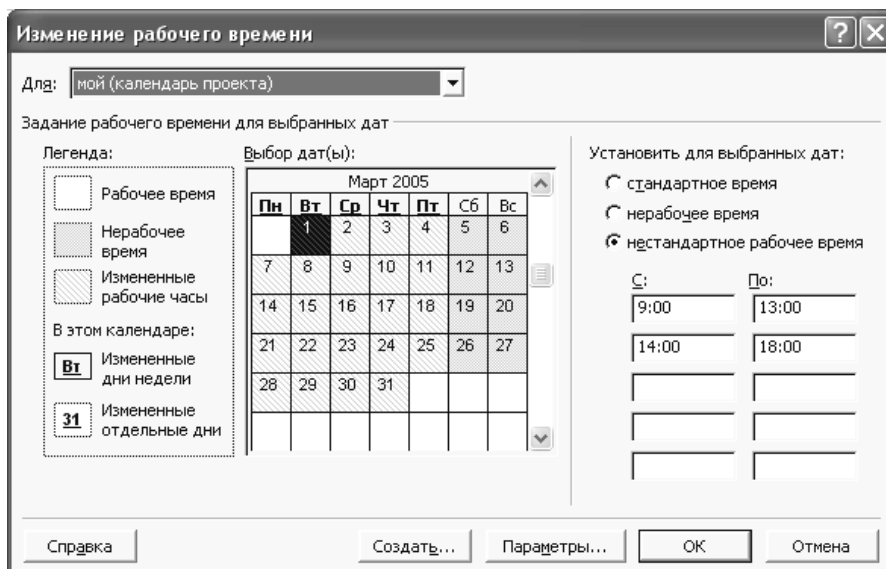 Изменение рабочего времени
Для: мой (календарь проекта)
Задание рабочего времени для выбранных дат
Легенда:
Рабочее время
Нерабочее
время
Измененные
рабочие часы
В этом календаре:
Вт Измененные
дни недели
31 Измененные
отдельные дни
Выбор дат(ы):
Март 2005
Пн Вт Ср Чт Пт Сб Вс
1 2 3 4 5 6
7 8 9 10 11 12 13
14 15 16 17 18 19 20
21 22 23 24 25 26 27
28 29 30 31
Установить для выбранных дат:
стандартное время
нерабочее время
нестандартное рабочее время
С: По:
9:00 13:00
14:00 18:00
Справка Создать... Параметры... ОК Отмена